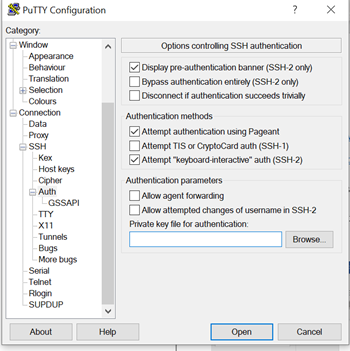 PuTTY Configuration
Category:
Window
Appearance
Behaviour
Translation
Selection
Colours
Connection
Data
Proxy
SSH
Kex
Host keys
Cipher
Auth
GSSAPI
TTY
X11
Tunnels
Bugs
More bugs
Serial
Telnet
Rlogin
SUPDUP
Options controlling SSH authentication
Display pre-authentication banner (SSH-2 only)
Bypass authentication entirely (SSH-2 only)
Disconnect if authentication succeeds trivially
Authentication methods
Attempt authentication using Pageant
Attempt TIS or CryptoCard auth (SSH-1)
Attempt "keyboard-interactive" auth (SSH-2)
Authentication parameters
Allow agent forwarding
Allow attempted changes of username in SSH-2
Private key file for authentication:
Browse...
About
Help
Open
Cancel